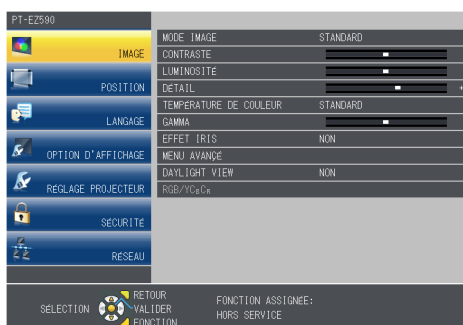 PT-EZ590
IMAGE
POSITION
LANGAGE
OPTION D'AFFICHAGE
RÉGLAGE PROJECTEUR
SÉCURITÉ
RÉSEAU
MODE IMAGE STANDARD
CONTRASTE
LUMINOSITÉ
DÉTAIL +
TEMPÉRATURE DE COULEUR STANDARD
GAMMA
EFFET IRIS NON
MENU AVANÇÉ
DAYLIGHT VIEW NON
RGB/YCBCR
SÉLECTION
RETOUR
VALIDER
FONCTION
FONCTION ASSIGNÉE:
HORS SERVICE